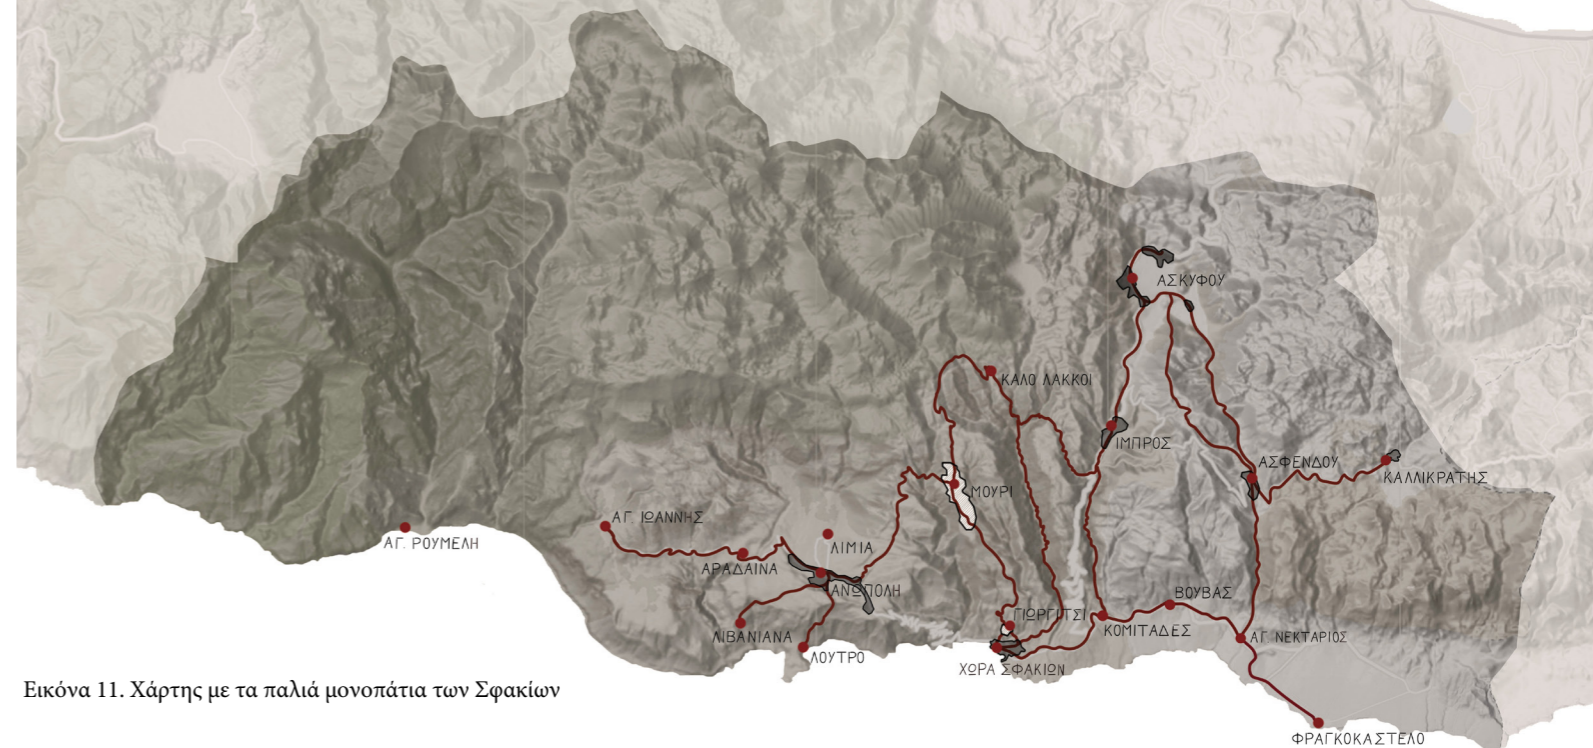 ΑΣΚΥΦΟΥ
ΚΑΛΟ ΛΑΚΚΟΙ
ΙΜΠΡΟΣ
ΑΣΦΕΝΔΟΥ
ΚΑΛΛΙΚΡΑΤΗΣ
ΜΟΥΡΙ
ΑΓ. ΙΩΑΝΝΗΣ
ΑΓ. ΡΟΥΜΕΛΗ
ΛΙΜΙΑ
ΑΡΑΔΑΙΝΑ
ΑΝΩΠΟΛΗ
ΒΟΥΒΑΣ
ΓΙΩΡΓΙΤΣΙ
ΚΟΜΙΤΑΔΕΣ
ΛΙΒΑΝΙΑΝΑ
ΑΓ. ΝΕΚΤΑΡΙΟΣ
ΛΟΥΤΡΟ
ΧΩΡΑ ΣΦΑΚΙΩΝ
Εικόνα 11. Χάρτης με τα παλιά μονοπάτια των Σφακίων
ΦΡΑΓΚΟΚΑΣΤΕΛΟ